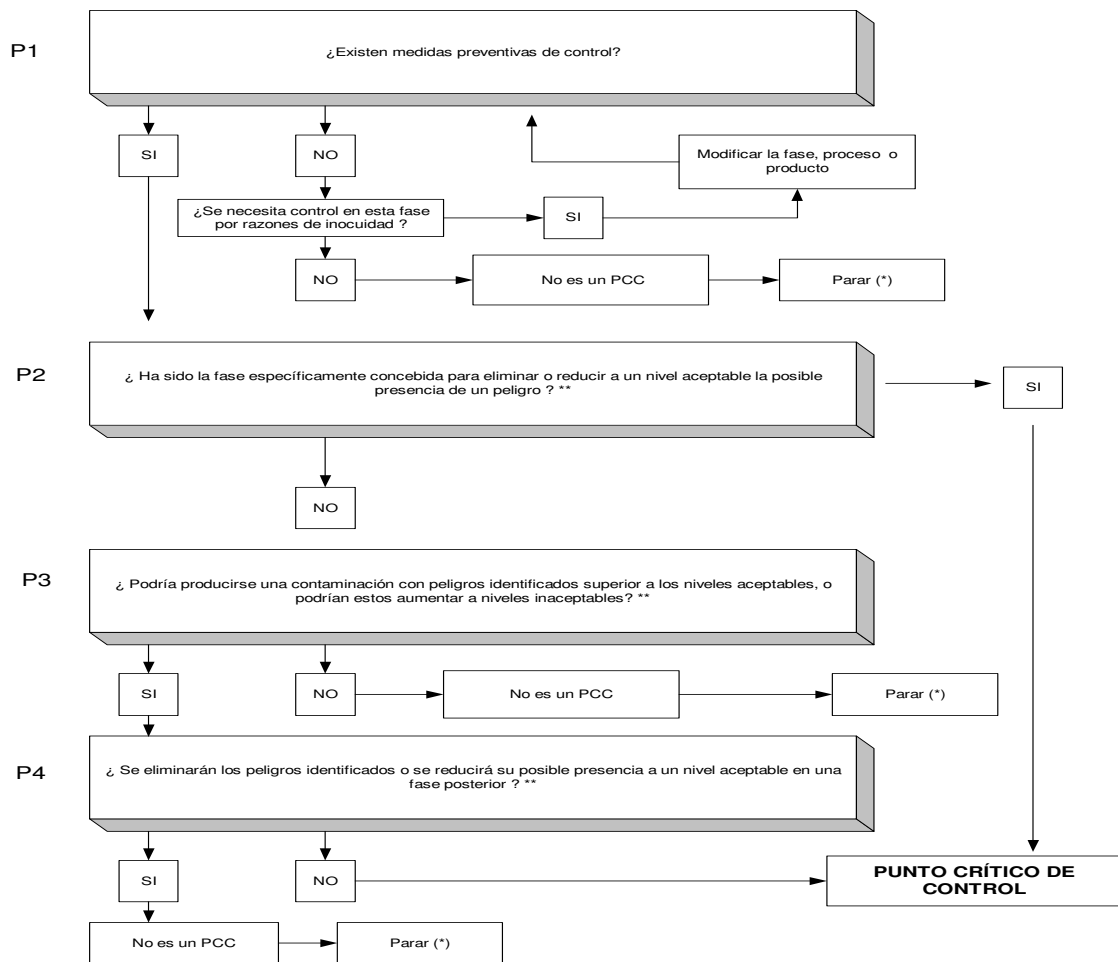 P1
¿Existen medidas preventivas de control?
SI
NO
Modificar la fase, proceso o
producto
¿Se necesita control en esta fase
por razones de inocuidad ?
SI
NO
No es un PCC
Parar (*)
P2
¿ Ha sido la fase específicamente concebida para eliminar o reducir a un nivel aceptable la posible
presencia de un peligro ? **
SI
NO
P3
¿ Podría producirse una contaminación con peligros identificados superior a los niveles aceptables, o
podrían estos aumentar a niveles inaceptables? **
SI
NO
No es un PCC
Parar (*)
P4
¿ Se eliminarán los peligros identificados o se reducirá su posible presencia a un nivel aceptable en una
fase posterior ? **
SI
NO
PUNTO CRÍTICO DE
CONTROL
No es un PCC
Parar (*)